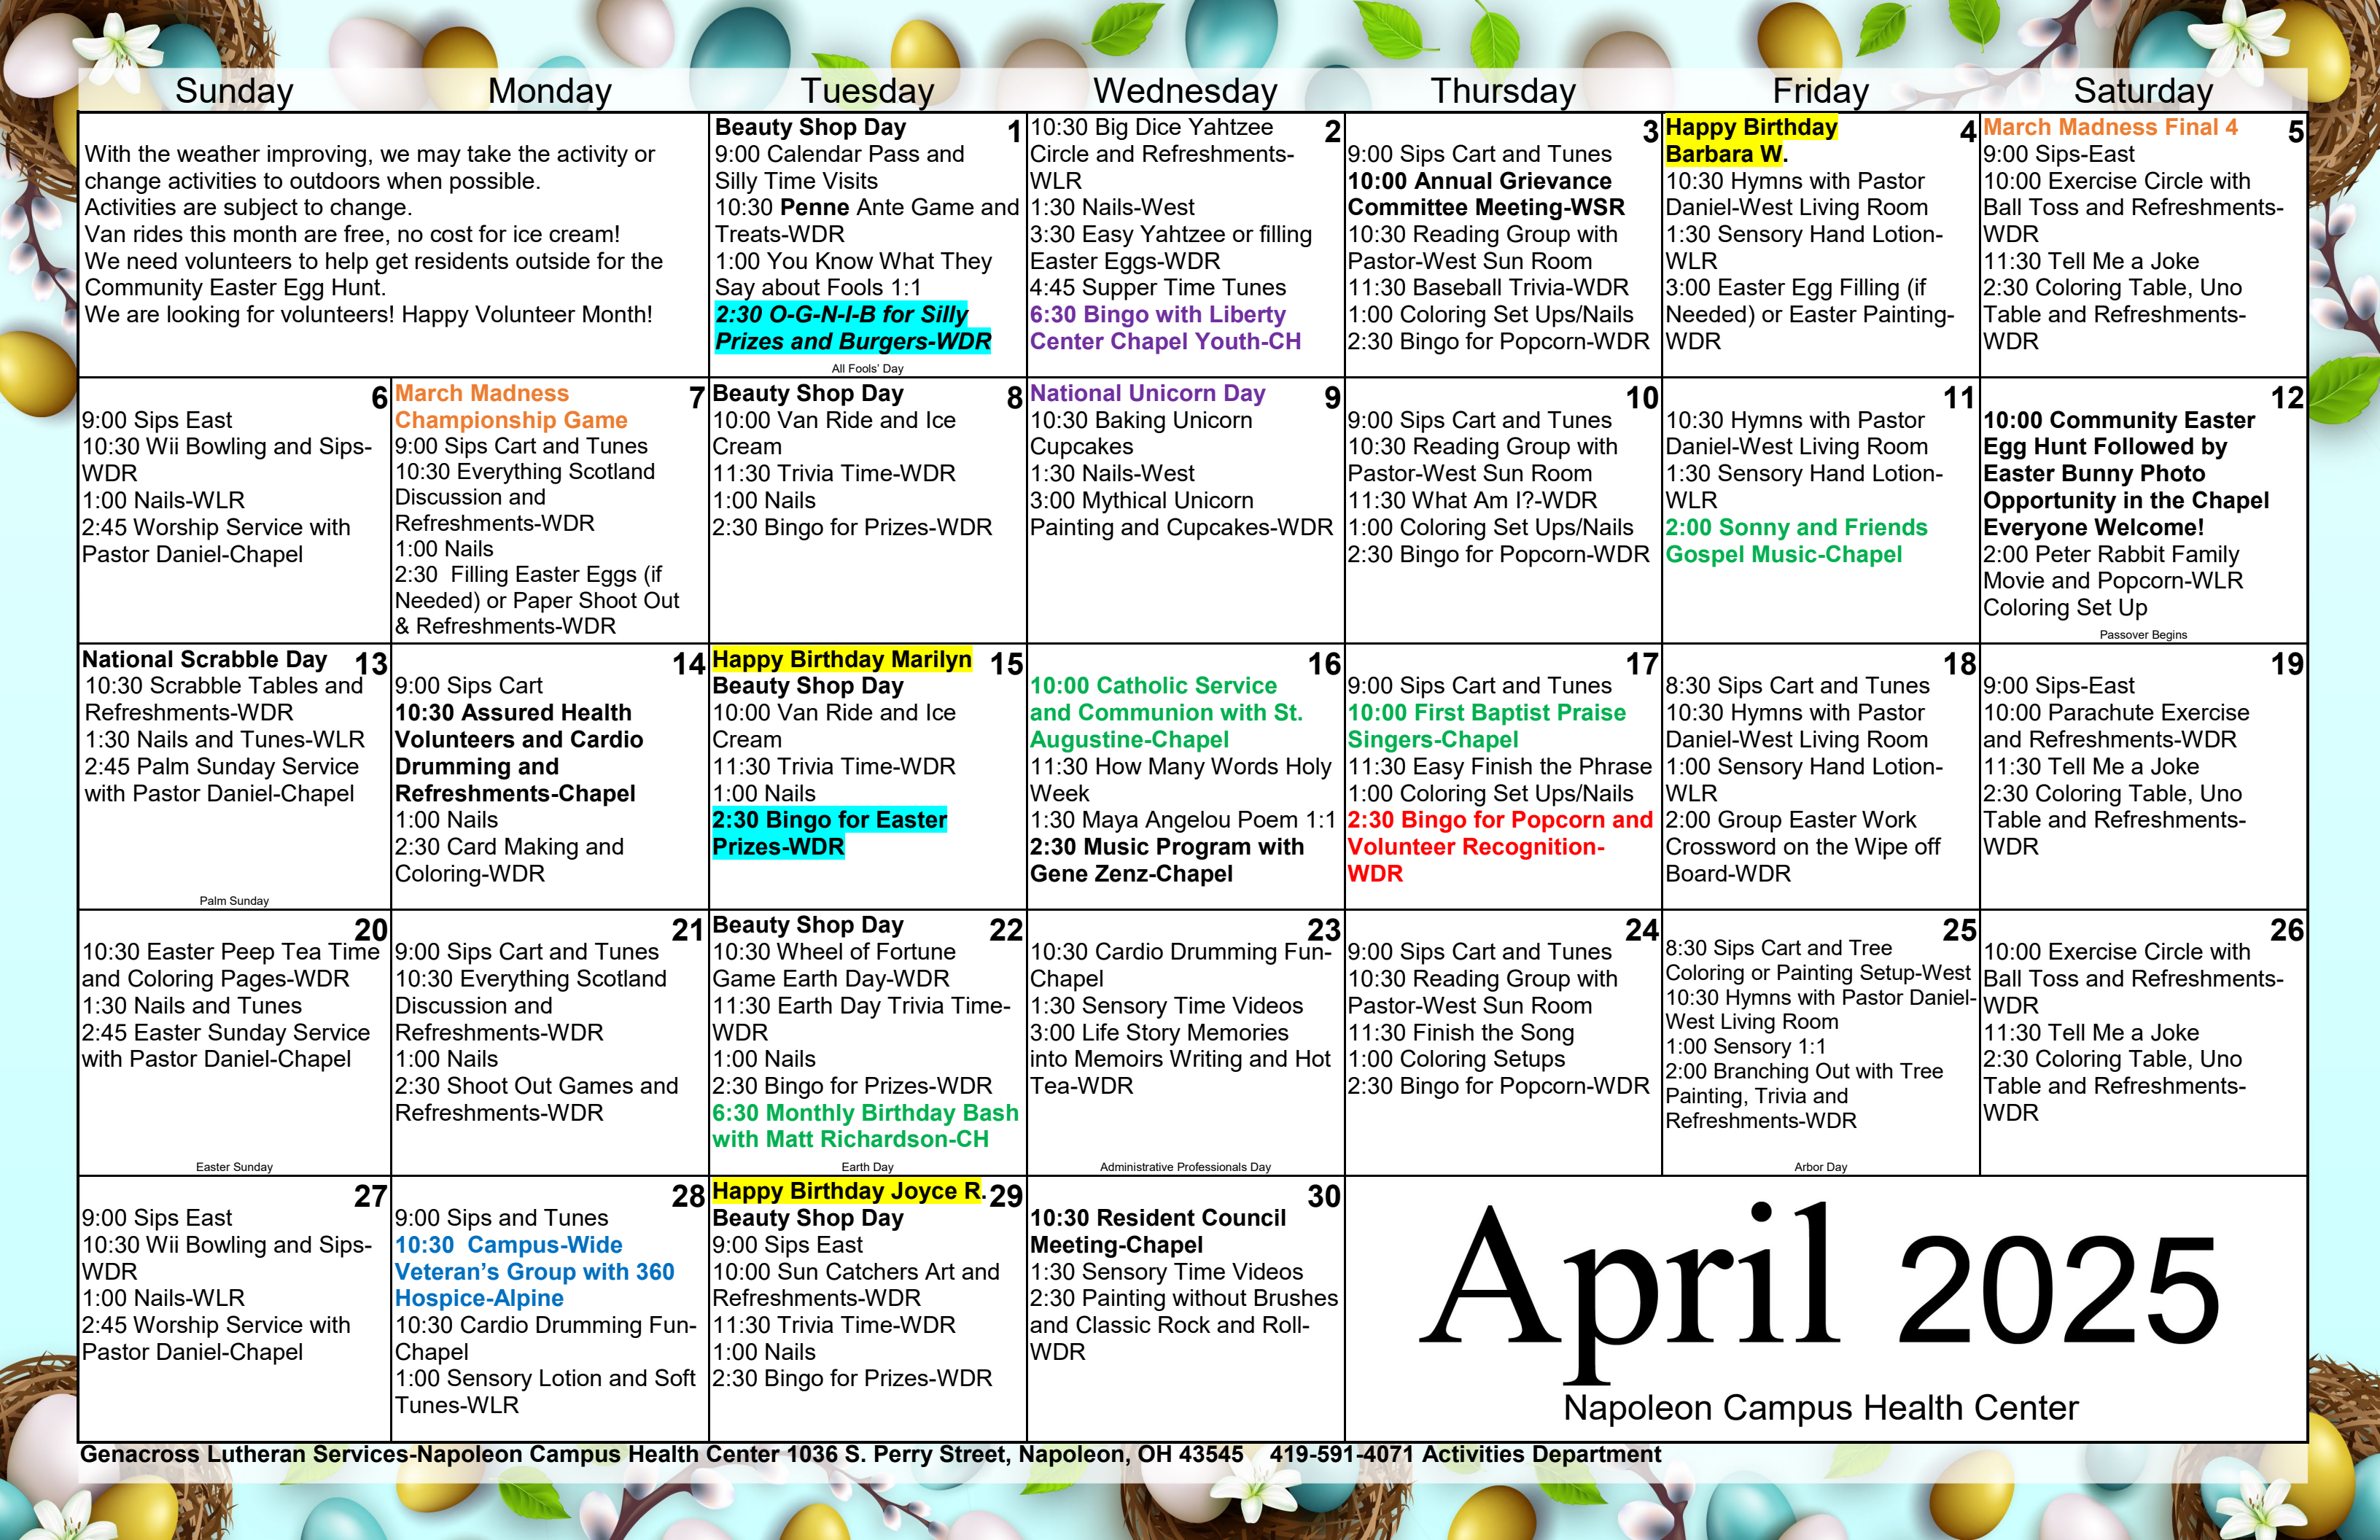 Sunday
Monday
Tuesday
Wednesday
Thursday
Friday
Saturday
With the weather improving, we may take the activity or
change activities to outdoors when possible.
Activities are subject to change.
Van rides this month are free, no cost for ice cream!
We need volunteers to help get residents outside for the
Community Easter Egg Hunt.
We are looking for volunteers! Happy Volunteer Month!
Beauty Shop Day 1
9:00 Calendar Pass and
Silly Time Visits
10:30 Penne Ante Game and
Treats-WDR
1:00 You Know What They
Say about Fools 1:1
2:30 O-G-N-I-B for Silly
Prizes and Burgers-WDR
All Fools' Day
10:30 Big Dice Yahtzee 2
Circle and Refreshments-
WLR
1:30 Nails-West
3:30 Easy Yahtzee or filling
Easter Eggs-WDR
4:45 Supper Time Tunes
6:30 Bingo with Liberty
Center Chapel Youth-CH
3
9:00 Sips Cart and Tunes
10:00 Annual Grievance
Committee Meeting-WSR
10:30 Reading Group with
Pastor-West Sun Room
11:30 Baseball Trivia-WDR
1:00 Coloring Set Ups/Nails
2:30 Bingo for Popcorn-WDR
Happy Birthday 4
Barbara W.
10:30 Hymns with Pastor
Daniel-West Living Room
1:30 Sensory Hand Lotion-
WLR
3:00 Easter Egg Filling (if
Needed) or Easter Painting-
WDR
March Madness Final 4 5
9:00 Sips-East
10:00 Exercise Circle with
Ball Toss and Refreshments-
WDR
11:30 Tell Me a Joke
2:30 Coloring Table, Uno
Table and Refreshments-
WDR
6
9:00 Sips East
10:30 Wii Bowling and Sips-
WDR
1:00 Nails-WLR
2:45 Worship Service with
Pastor Daniel-Chapel
March Madness 7
Championship Game
9:00 Sips Cart and Tunes
10:30 Everything Scotland
Discussion and
Refreshments-WDR
1:00 Nails
2:30 Filling Easter Eggs (if
Needed) or Paper Shoot Out
& Refreshments-WDR
Beauty Shop Day 8
10:00 Van Ride and Ice
Cream
11:30 Trivia Time-WDR
1:00 Nails
2:30 Bingo for Prizes-WDR
National Unicorn Day 9
10:30 Baking Unicorn
Cupcakes
1:30 Nails-West
3:00 Mythical Unicorn
Painting and Cupcakes-WDR
10
9:00 Sips Cart and Tunes
10:30 Reading Group with
Pastor-West Sun Room
11:30 What Am I?-WDR
1:00 Coloring Set Ups/Nails
2:30 Bingo for Popcorn-WDR
11
10:30 Hymns with Pastor
Daniel-West Living Room
1:30 Sensory Hand Lotion-
WLR
2:00 Sonny and Friends
Gospel Music-Chapel
12
10:00 Community Easter
Egg Hunt Followed by
Easter Bunny Photo
Opportunity in the Chapel
Everyone Welcome!
2:00 Peter Rabbit Family
Movie and Popcorn-WLR
Coloring Set Up
Passover Begins
National Scrabble Day 13
10:30 Scrabble Tables and
Refreshments-WDR
1:30 Nails and Tunes-WLR
2:45 Palm Sunday Service
with Pastor Daniel-Chapel
Palm Sunday
14
9:00 Sips Cart
10:30 Assured Health
Volunteers and Cardio
Drumming and
Refreshments-Chapel
1:00 Nails
2:30 Card Making and
Coloring-WDR
Happy Birthday Marilyn 15
Beauty Shop Day
10:00 Van Ride and Ice
Cream
11:30 Trivia Time-WDR
1:00 Nails
2:30 Bingo for Easter
Prizes-WDR
16
10:00 Catholic Service
and Communion with St.
Augustine-Chapel
11:30 How Many Words Holy
Week
1:30 Maya Angelou Poem 1:1
2:30 Music Program with
Gene Zenz-Chapel
17
9:00 Sips Cart and Tunes
10:00 First Baptist Praise
Singers-Chapel
11:30 Easy Finish the Phrase
1:00 Coloring Set Ups/Nails
2:30 Bingo for Popcorn and
Volunteer Recognition-
WDR
18
8:30 Sips Cart and Tunes
10:30 Hymns with Pastor
Daniel-West Living Room
1:00 Sensory Hand Lotion-
WLR
2:00 Group Easter Work
Crossword on the Wipe off
Board-WDR
19
9:00 Sips-East
10:00 Parachute Exercise
and Refreshments-WDR
11:30 Tell Me a Joke
2:30 Coloring Table, Uno
Table and Refreshments-
WDR
20
10:30 Easter Peep Tea Time
and Coloring Pages-WDR
1:30 Nails and Tunes
2:45 Easter Sunday Service
with Pastor Daniel-Chapel
Easter Sunday
21
9:00 Sips Cart and Tunes
10:30 Everything Scotland
Discussion and
Refreshments-WDR
1:00 Nails
2:30 Shoot Out Games and
Refreshments-WDR
Beauty Shop Day 22
10:30 Wheel of Fortune
Game Earth Day-WDR
11:30 Earth Day Trivia Time-
WDR
1:00 Nails
2:30 Bingo for Prizes-WDR
6:30 Monthly Birthday Bash
with Matt Richardson-CH
Earth Day
23
10:30 Cardio Drumming Fun-
Chapel
1:30 Sensory Time Videos
3:00 Life Story Memories
into Memoirs Writing and Hot
Tea-WDR
Administrative Professionals Day
24
9:00 Sips Cart and Tunes
10:30 Reading Group with
Pastor-West Sun Room
11:30 Finish the Song
1:00 Coloring Setups
2:30 Bingo for Popcorn-WDR
25
8:30 Sips Cart and Tree
Coloring or Painting Setup-West
10:30 Hymns with Pastor Daniel-
West Living Room
1:00 Sensory 1:1
2:00 Branching Out with Tree
Painting, Trivia and
Refreshments-WDR
Arbor Day
26
10:00 Exercise Circle with
Ball Toss and Refreshments-
WDR
11:30 Tell Me a Joke
2:30 Coloring Table, Uno
Table and Refreshments-
WDR
27
9:00 Sips East
10:30 Wii Bowling and Sips-
WDR
1:00 Nails-WLR
2:45 Worship Service with
Pastor Daniel-Chapel
28
9:00 Sips and Tunes
10:30 Campus-Wide
Veteran's Group with 360
Hospice-Alpine
10:30 Cardio Drumming Fun-
Chapel
1:00 Sensory Lotion and Soft
Tunes-WLR
Happy Birthday Joyce R. 29
Beauty Shop Day
9:00 Sips East
10:00 Sun Catchers Art and
Refreshments-WDR
11:30 Trivia Time-WDR
1:00 Nails
2:30 Bingo for Prizes-WDR
30
10:30 Resident Council
Meeting-Chapel
1:30 Sensory Time Videos
2:30 Painting without Brushes
and Classic Rock and Roll-
WDR
April 2025
Napoleon Campus Health Center
Genacross Lutheran Services-Napoleon Campus Health Center 1036 S. Perry Street, Napoleon, OH 43545 419-591-4071 Activities Department